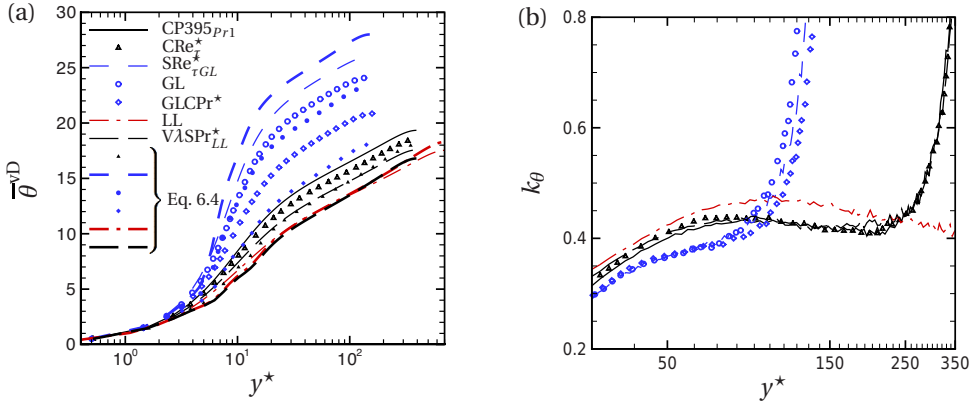 (a)
CP395Pr1
CRe⋆τ
SRe⋆τGL
GL
GLCPr⋆
LL
VλSPr⋆LL
Eq. 6.4
θ̅vD
30
25
20
15
10
5
0
10⁰
10¹
10²
y⋆
(b)
kθ
0.8
0.6
0.4
0.2
50
150
250
350
y⋆